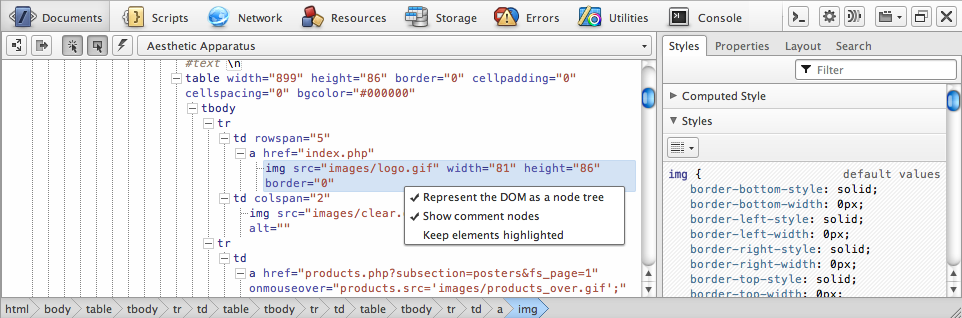 Documents Scripts Network Resources Storage Errors Utilities Console
Aesthetic Apparatus
Styles Properties Layout Search
Filter
#text \n
table width="899" height="86" border="0" cellpadding="0"
cellspacing="0" bgcolor="#000000"
tbody
tr
td rowspan="5"
a href="index.php"
img src="images/logo.gif" width="81" height="86"
border="0"
td colspan="2"
img src="images/clear.
alt=""
tr
td
a href="products.php?subsection=posters&fs_page=1"
onmouseover="products.src='images/products_over.gif';"
Represent the DOM as a node tree
Show comment nodes
Keep elements highlighted
Computed Style
Styles
img { default values
border-bottom-style: solid;
border-bottom-width: 0px;
border-left-style: solid;
border-left-width: 0px;
border-right-style: solid;
border-right-width: 0px;
border-top-style: solid;
border-top-width: 0px;
html body table tbody tr td table tbody tr td table tbody tr td a img